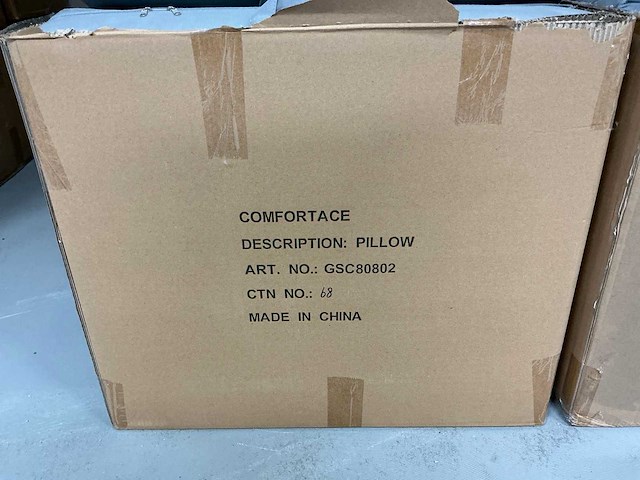 COMFORTACE
DESCRIPTION: PILLOW
ART. NO.: GSC80802
CTN NO.: 68
MADE IN CHINA